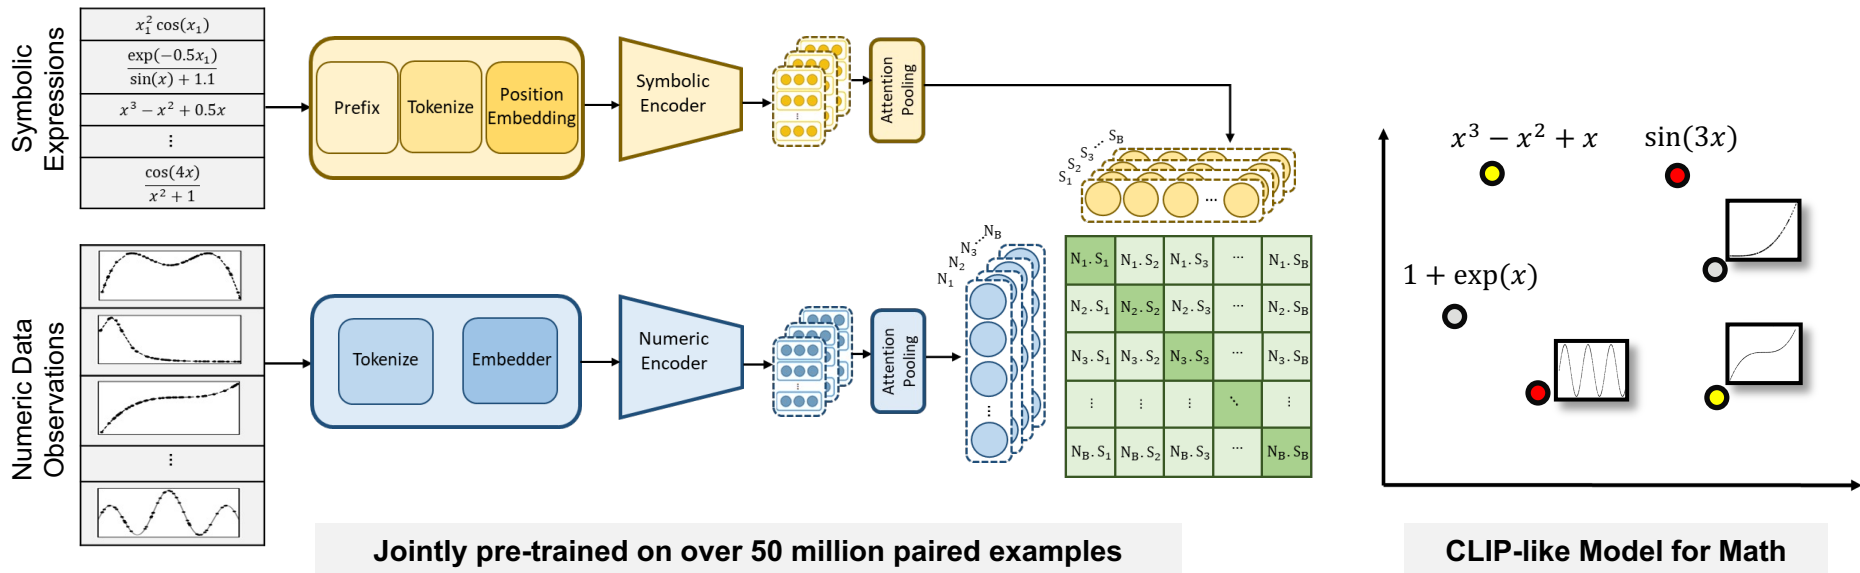 Symbolic
Expressions
x₁² cos(x₁)
exp(−0.5x₁)
sin(x) + 1.1
x³ − x² + 0.5x
⋮
cos(4x)
x² + 1
Prefix
Tokenize
Position
Embedding
Symbolic
Encoder
⋮
Attention
Pooling
S₁ S₂ S₃ ⋯ S_B
⋯
Numeric Data
Observations
⋮
Tokenize
Embedder
Numeric
Encoder
⋮
Attention
Pooling
N₁ N₂ N₃ ⋯ N_B
⋮
N₁. S₁ N₁. S₂ N₁. S₃ ⋯ N₁. S_B
N₂. S₁ N₂. S₂ N₂. S₃ ⋯ N₂. S_B
N₃. S₁ N₃. S₂ N₃. S₃ ⋯ N₃. S_B
⋮ ⋮ ⋮ ⋱ ⋮
N_B. S₁ N_B. S₂ N_B. S₃ ⋯ N_B. S_B
Jointly pre-trained on over 50 million paired examples
x³ − x² + x
sin(3x)
1 + exp(x)
CLIP-like Model for Math